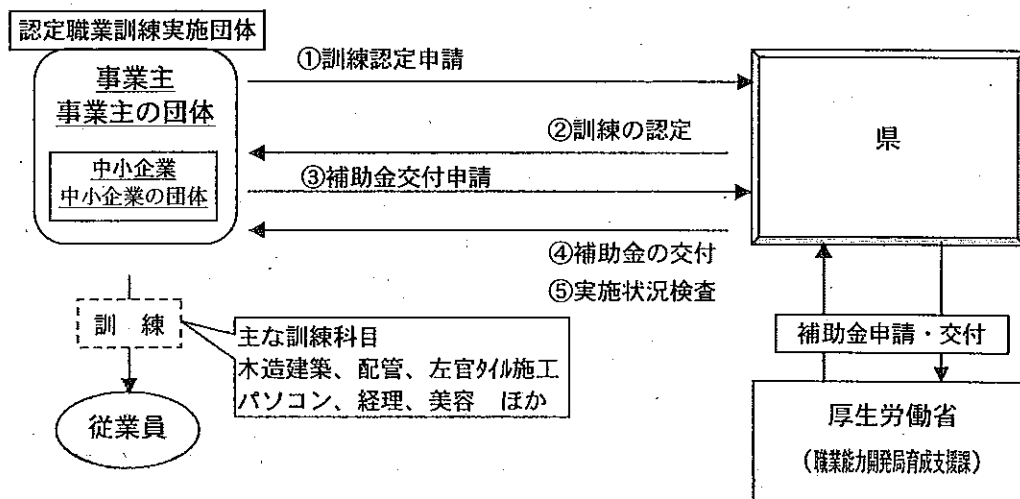 認定職業訓練実施団体
事業主
事業主の団体
中小企業
中小企業の団体
①訓練認定申請
②訓練の認定
③補助金交付申請
④補助金の交付
⑤実施状況検査
県
訓　練
主な訓練科目
木造建築、配管、左官ﾀｲﾙ施工
パソコン、経理、美容　ほか
従業員
補助金申請・交付
厚生労働省
（職業能力開発局育成支援課）